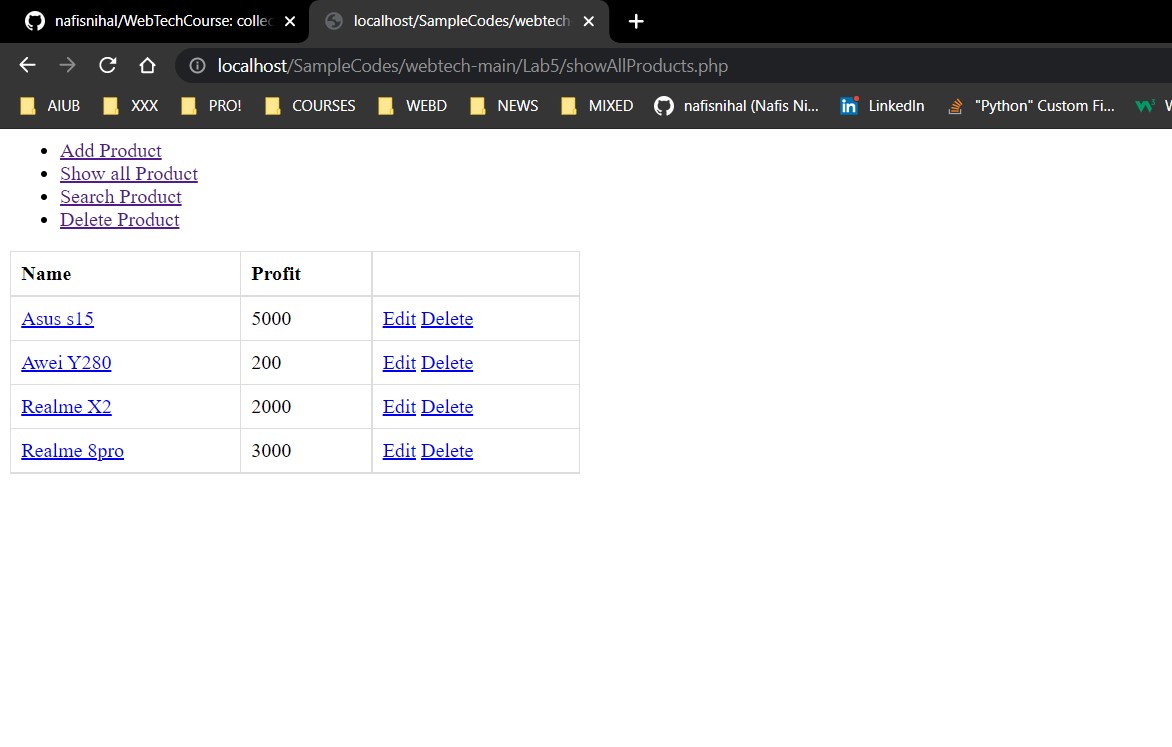 nafisnihal/WebTechCourse: collec
localhost/SampleCodes/webtech
localhost/SampleCodes/webtech-main/Lab5/showAllProducts.php
AIUB XXX PRO! COURSES WEBD NEWS MIXED nafisnihal (Nafis Ni... LinkedIn "Python" Custom Fi... W
Add Product
Show all Product
Search Product
Delete Product
Name Profit
Asus s15 5000 Edit Delete
Awei Y280 200 Edit Delete
Realme X2 2000 Edit Delete
Realme 8pro 3000 Edit Delete